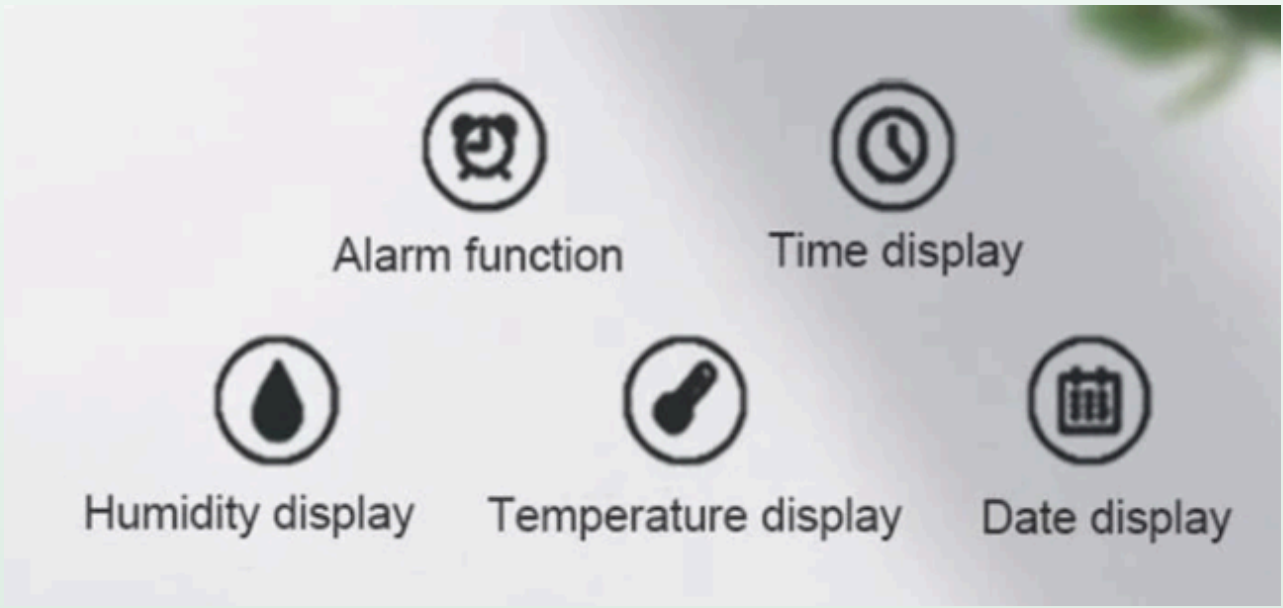 Alarm function
Time display
Humidity display
Temperature display
Date display